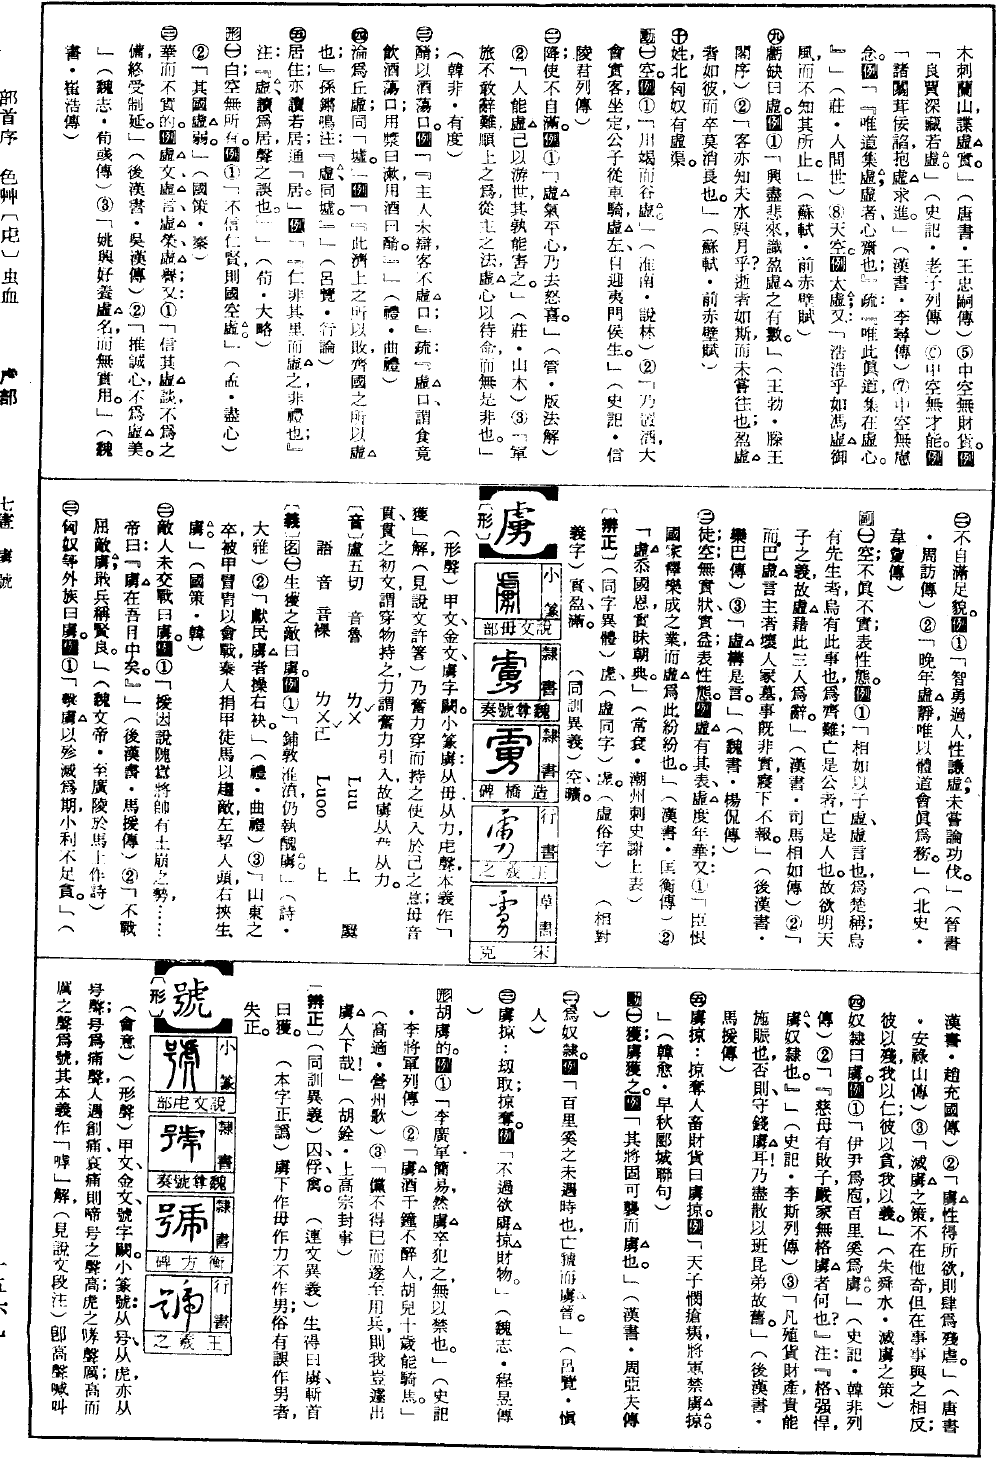 木刺蘭山諜虛實。」(唐書・王忠嗣傳)⑤中空無財貨。例
「良賈深藏若虛。」(史記・老子列傳)⑥中空無才能。例
「諸闒茸佞諂抱虛求進。」(漢書・李尋傳)⑦中空無慮
念。例「『唯道集虛;虛者,心齋也』疏:『唯此眞道,集在虛心。
』」(莊・人間世)⑧天空。例太虛。又:「浩浩乎如馮虛御
風,而不知其所止。」(蘇軾・前赤壁賦)
九虧缺曰虛。例①「興盡悲來,識盈虛之有數。」(王勃・滕王
閣序)②「客亦知夫水與月乎?逝者如斯,而未嘗往也;盈虛
者如彼,而卒莫消長也。」(蘇軾・前赤壁賦)
十姓。北匈奴有虛渠。
動㊀空。例①「川竭而谷虛。」(淮南・說林)②「乃置酒大
會賓客,坐定,公子從車騎虛左,自迎夷門侯生。」(史記・信
陵君列傳)
㊁降使不自滿。例①「虛氣平心,乃去怒喜。」(管・版法解)
②「人能虛己以游世,其孰能害之。」(莊・山木)③「軍
旅不敢辭難,順上之爲,從主之法,虛心以待命,而無是非也。」
(韓非・有度)
㊂酳以酒蕩口。例「『主人未辯,客不虛口』疏:『虛口,謂食竟
飲酒蕩口,用漿曰漱,用酒曰酳』」(禮・曲禮)
㊃淪爲丘虛。同「墟」。例「『此濟上之所以敗,齊國之所以虛
也』孫鏘鳴注:『虛同墟。』」(呂覽・行論)
㊄居住。亦讀若居,通「居」。例「『仁非其里而虛之,非禮也』
注:『虛讀爲居,聲之誤也』」(荀・大略)
形㊀白空無所有。例①「不信仁賢,則國空虛。」(孟・盡心)
②「其國虛弱。」(國策・秦)
㊁華而不實的。例虛文、虛言、虛榮、虛譽。又:①「信其虛談,不爲之
備,終受制延。」(後漢書・吳漢傳)②「推誠心不爲虛美。
」(魏志・荀彧傳)③「姚興好養虛名而無實用。」(魏
書・崔浩傳)
㊂不自滿足貌。例①「智勇過人,性謙虛,未嘗論功伐。」(晉書
・周訪傳)②「晚年虛靜,唯以體道會眞爲務。」(北史・
韋敻傳)
副㊀空、不眞不實,表性態。例①「相如以子虛,虛言也,爲楚稱;烏
有先生者,烏有此事也,爲齊難;亡是公者,亡是人也,故欲明天
子之義,故虛藉此三人爲辭。」(漢書・司馬相如傳)②「
而巴虛言主者壞人家墓,事既非實,寢下不報。」(後漢書・
欒巴傳)③「虛構是言。」(魏書・楊侃傳)
㊁徒、空、無實狀、實益,表性態。例虛有其表、虛度年華。又:①「臣恨
國家釋樂成之業,而虛爲此紛紛也。」(漢書・匡衡傳)②
「虛忝國恩,實昧朝典。」(常袞・潮州刺史謝上表)
〔辨正〕(同字異體)虗(虛同字)虚(虛俗字) (相對
義字)實、盈、滿。 (同訓異義)空、曠。
虜
〔形〕
小篆
說文毌部
隸書
魏尊號奏
隸書
造橋碑
行書
王羲之
草書
宋克
(形聲)甲文、金文虜字闕。小篆虜从毌从力,虍聲,本義作「
獲」解,(見說文許箸)乃奮力穿而持之使入於己之意。毌音
貫,貫之初文,謂穿物持之,力謂奮力引入,故虜从毌从力。
〔音〕盧五切 音魯 ㄌㄨˇ Luu 上 麌
語音 音裸 ㄌㄨㄛˇ Luoo 上
〔義〕名㊀生獲之敵曰虜。例①「鋪敦淮濆,仍執醜虜。」(詩・
大雅)②「獻民虜者操右袂。」(禮・曲禮)③「山東之
卒,被甲冒冑以會戰,秦人捐甲徒馬以趨敵,左挈人頭,右挾生
虜。」(國策・韓)
㊁敵人未交戰曰虜。例①「援因說隗囂將帥有土崩之勢……
帝曰:『虜在吾目中矣』」(後漢書・馬援傳)②「不戰
屈敵虜,戢兵稱賢良。」(魏文帝・至廣陵於馬上作詩)
㊂匈奴等外族曰虜。例①「擊虜以殄滅爲期,小利不足貪。」(
漢書・趙充國傳)②「虜性得所欲則肆爲殘虐。」(唐書
・安祿山傳)③「滅虜之策,不在他奇,但在事事與之相反;
彼以殘,我以仁;彼以貪,我以義。」(朱舜水・滅虜之策)
㊃奴隸曰虜。例①「伊尹爲庖,百里奚爲虜。」(史記・韓非列
傳)②「『慈母有敗子,嚴家無格虜者,何也?』注:『格,强悍,
虜,奴隸也。』」(史記・李斯列傳)③「凡殖貨財產,貴能
施賑也,否則守錢虜耳!乃盡散以班昆弟故舊。」(後漢書・
馬援傳)
㊄虜掠:掠奪人畜財貨曰虜掠。例「天子憫瘡痍,將軍禁虜掠。
」(韓愈・早秋郾城聯句)
動㊀獲。虜獲之。例「其將固可襲而虜也。」(漢書・周亞夫傳
)
㊁爲奴隸。例「百里奚之未遇時也,亡虢而虜晉。」(呂覽・愼
人)
㊂虜掠:刼取,掠奪。例「不過欲虜掠財物。」(魏志・程昱傳
)
形胡虜的。例①「李廣軍簡易,然虜卒犯之,無以禁也。」(史記
・李將軍列傳)②「虜酒千鐘不醉人,胡兒十歲能騎馬。」
(高適・營州歌)③「儻不得已而遂至用兵,則我豈遽出
虜人下哉!」(胡銓・上高宗封事)
〔辨正〕(同訓異義)囚、俘、禽。 (連文異義)生得曰虜,斬首
曰獲。 (本字正譌)虜下作毌作力,不作男;俗有誤作男者,
失正。
號
〔形〕
小篆
說文虍部
隸書
魏尊號奏
隸書
衡方碑
行書
王羲之
(會意)(形聲)甲文、金文、號字闕。小篆號从号、从虎,亦从
号聲;号爲痛聲,人遇創痛、哀痛則啼号之聲高,虎之哮聲厲;高而
厲之聲爲號,其本義作「嘑」解(見說文段注)卽高聲喊叫
部首序 色艸〔虍〕虫血
虍部
七畫 虜 號